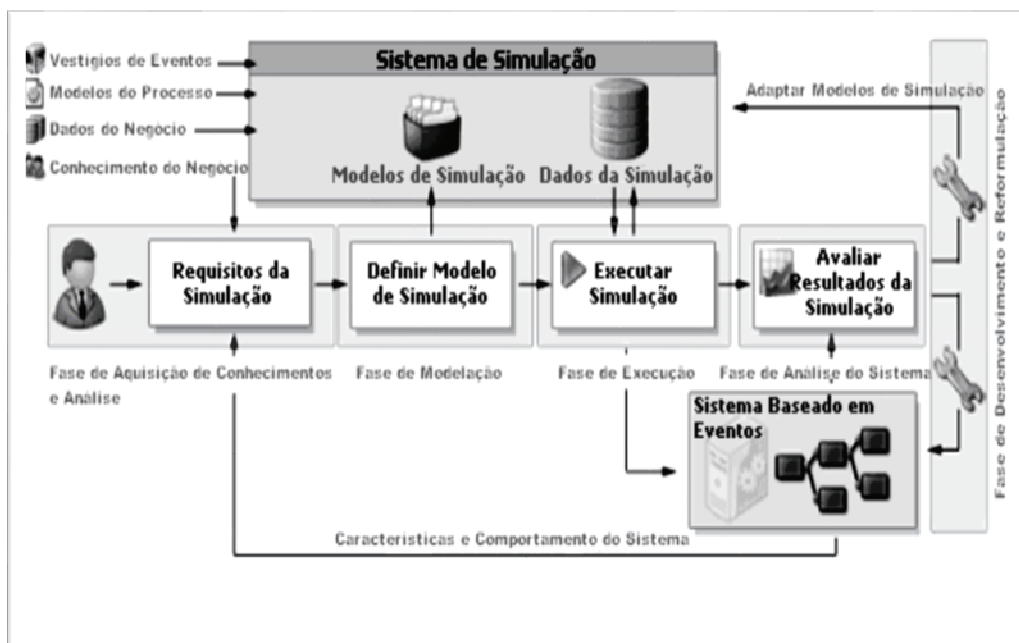 Vestígios de Eventos
Modelos do Processo
Dados do Negócio
Conhecimento do Negócio
Sistema de Simulação
Modelos de Simulação
Dados da Simulação
Adaptar Modelos de Simulação
Requisitos da
Simulação
Definir Modelo
de Simulação
Executar
Simulação
Avaliar
Resultados da
Simulação
Fase de Aquisição de Conhecimentos
e Análise
Fase de Modelação
Fase de Execução
Fase de Análise do Sistema
Sistema Baseado em
Eventos
Características e Comportamento do Sistema
Fase de Desenvolvimento e Reformulação